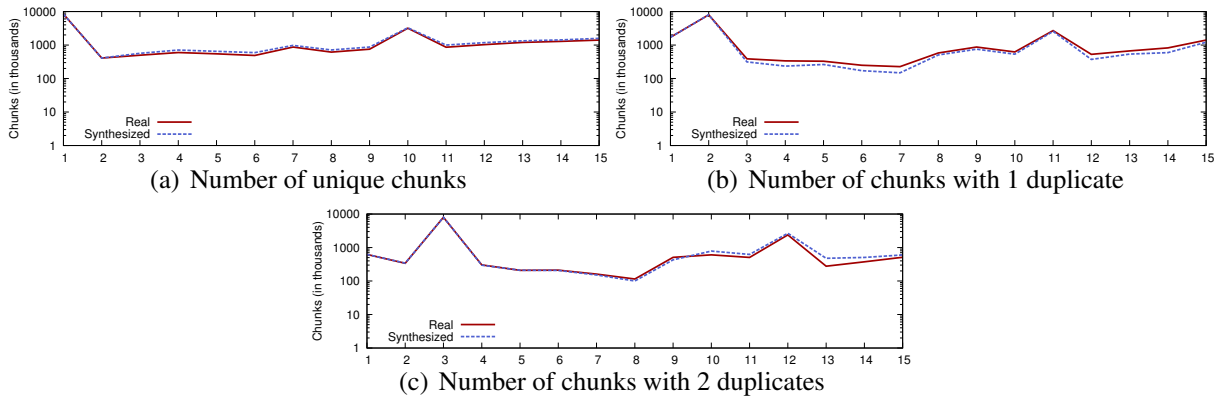 Chunks (in thousands)
10000
1000
100
10
1
Real
Synthesized
1 2 3 4 5 6 7 8 9 10 11 12 13 14 15
(a) Number of unique chunks
Chunks (in thousands)
10000
1000
100
10
1
Real
Synthesized
1 2 3 4 5 6 7 8 9 10 11 12 13 14 15
(b) Number of chunks with 1 duplicate
Chunks (in thousands)
10000
1000
100
10
1
Real
Synthesized
1 2 3 4 5 6 7 8 9 10 11 12 13 14 15
(c) Number of chunks with 2 duplicates